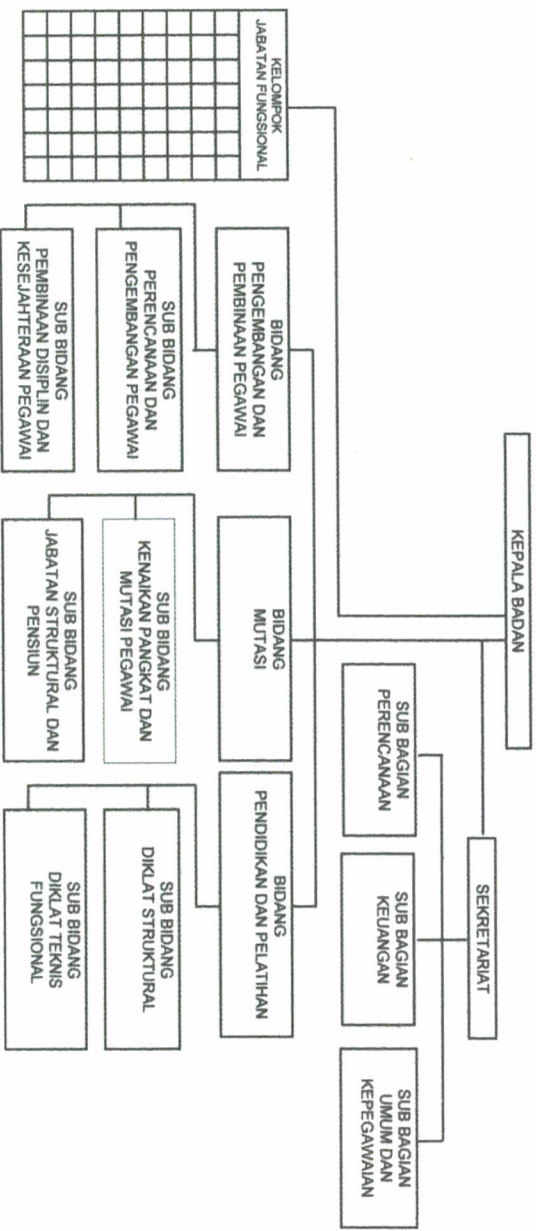 KEPALA BADAN
SEKRETARIAT
SUB BAGIAN
PERENCANAAN
SUB BAGIAN
KEUANGAN
SUB BAGIAN
UMUM DAN
KEPEGAWAIAN
KELOMPOK
JABATAN FUNGSIONAL
BIDANG
PENGEMBANGAN DAN
PEMBINAAN PEGAWAI
SUB BIDANG
PERENCANAAN DAN
PENGEMBANGAN PEGAWAI
SUB BIDANG
PEMBINAAN DISIPLIN DAN
KESEJAHTERAAN PEGAWAI
BIDANG
MUTASI
SUB BIDANG
KENAIKAN PANGKAT DAN
MUTASI PEGAWAI
SUB BIDANG
JABATAN STRUKTURAL DAN
PENSIUN
BIDANG
PENDIDIKAN DAN PELATIHAN
SUB BIDANG
DIKLAT STRUKTURAL
SUB BIDANG
DIKLAT TEKNIS
FUNGSIONAL